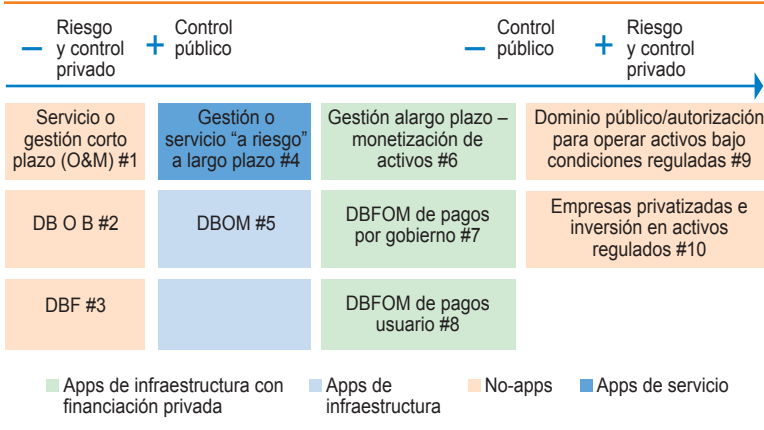 − Riesgo
y control
privado
+ Control
público
− Control
público
+ Riesgo
y control
privado
Servicio o
gestión corto
plazo (O&M) #1
Gestión o
servicio “a riesgo”
a largo plazo #4
Gestión alargo plazo –
monetización de
activos #6
Dominio público/autorización
para operar activos bajo
condiciones reguladas #9
DB O B #2
DBOM #5
DBFOM de pagos
por gobierno #7
Empresas privatizadas e
inversión en activos
regulados #10
DBF #3
DBFOM de pagos
usuario #8
Apps de infraestructura con
financiación privada
Apps de
infraestructura
No-apps
Apps de servicio